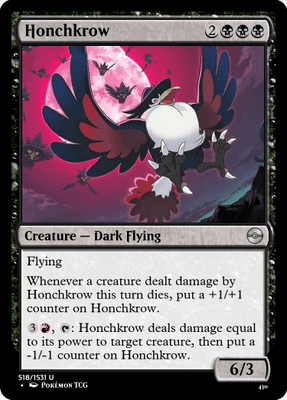 Honchkrow 2
Creature — Dark Flying
Flying
Whenever a creature dealt damage by
Honchkrow this turn dies, put a +1/+1
counter on Honchkrow.
3 , : Honchkrow deals damage equal
to its power to target creature, then put a
-1/-1 counter on Honchkrow.
6/3
518/1531 U
• Pokémon TCG